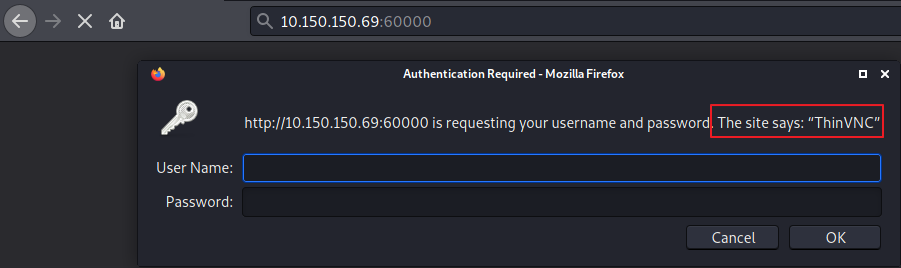 10.150.150.69:60000
Authentication Required - Mozilla Firefox
http://10.150.150.69:60000 is requesting your username and password. The site says: “ThinVNC”
User Name:
Password:
Cancel OK